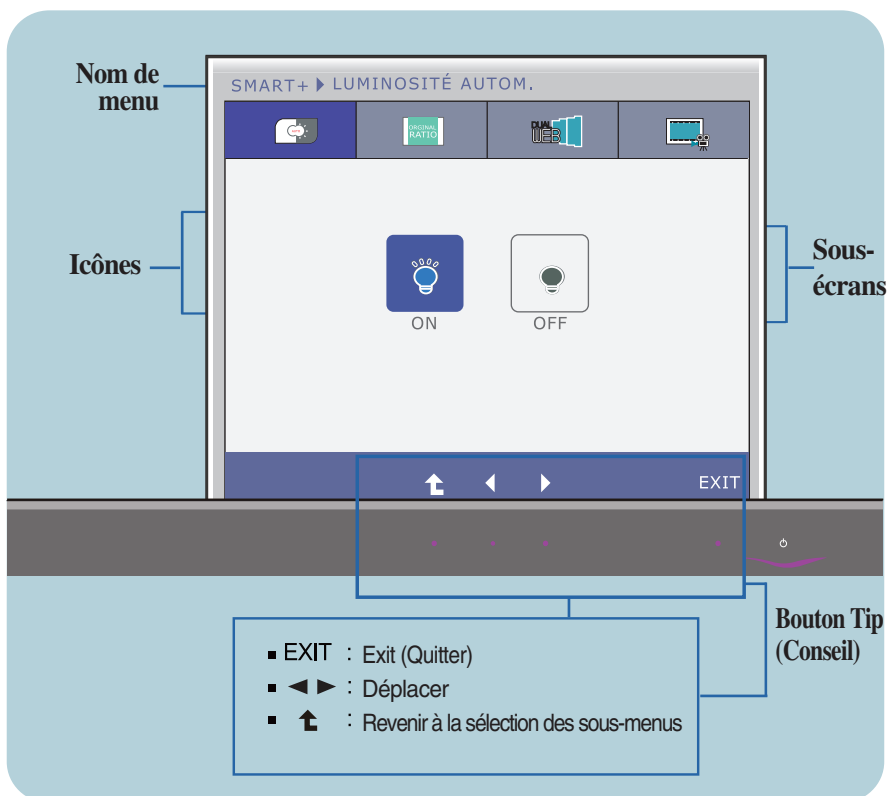 Nom de
menu
SMART+ LUMINOSITÉ AUTOM.
AUTO
ORIGINAL
RATIO
DUAL
WEB
Icônes
Sous-
écrans
ON
OFF
EXIT
Bouton Tip
(Conseil)
▪ EXIT : Exit (Quitter)
▪ ◄ ► : Déplacer
▪ : Revenir à la sélection des sous-menus